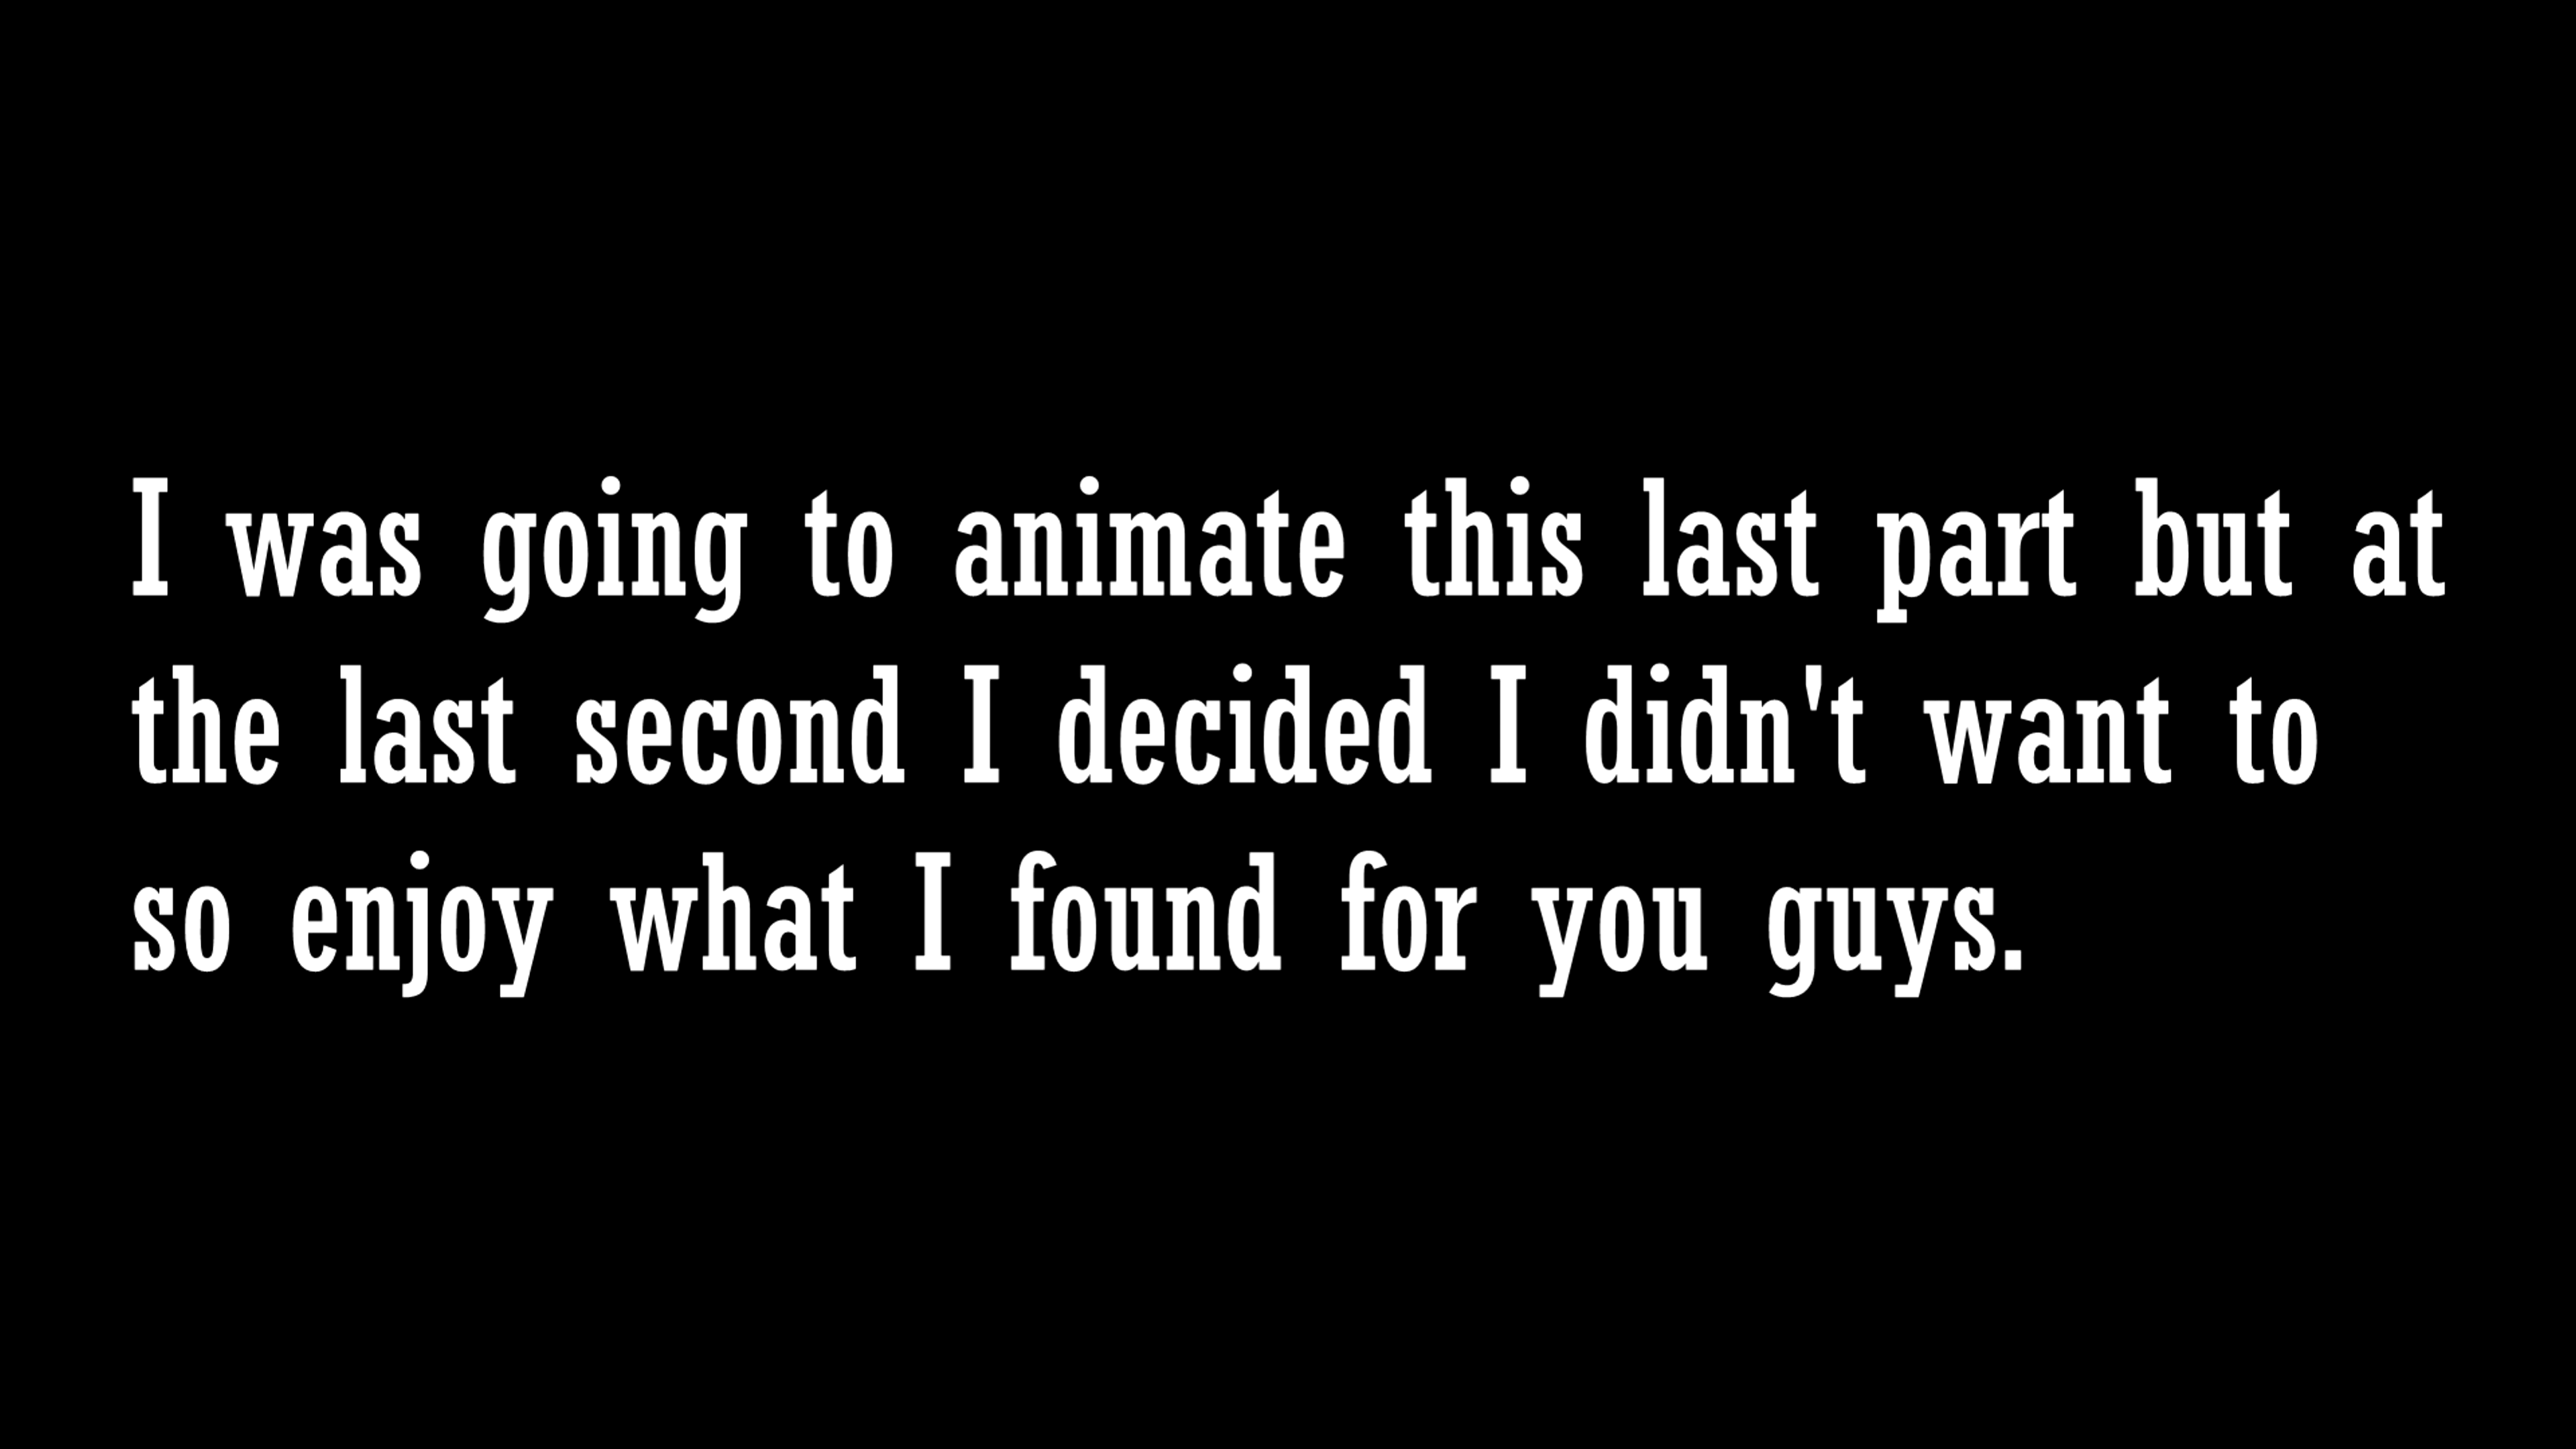 I was going to animate this last part but at
the last second I decided I didn't want to
so enjoy what I found for you guys.